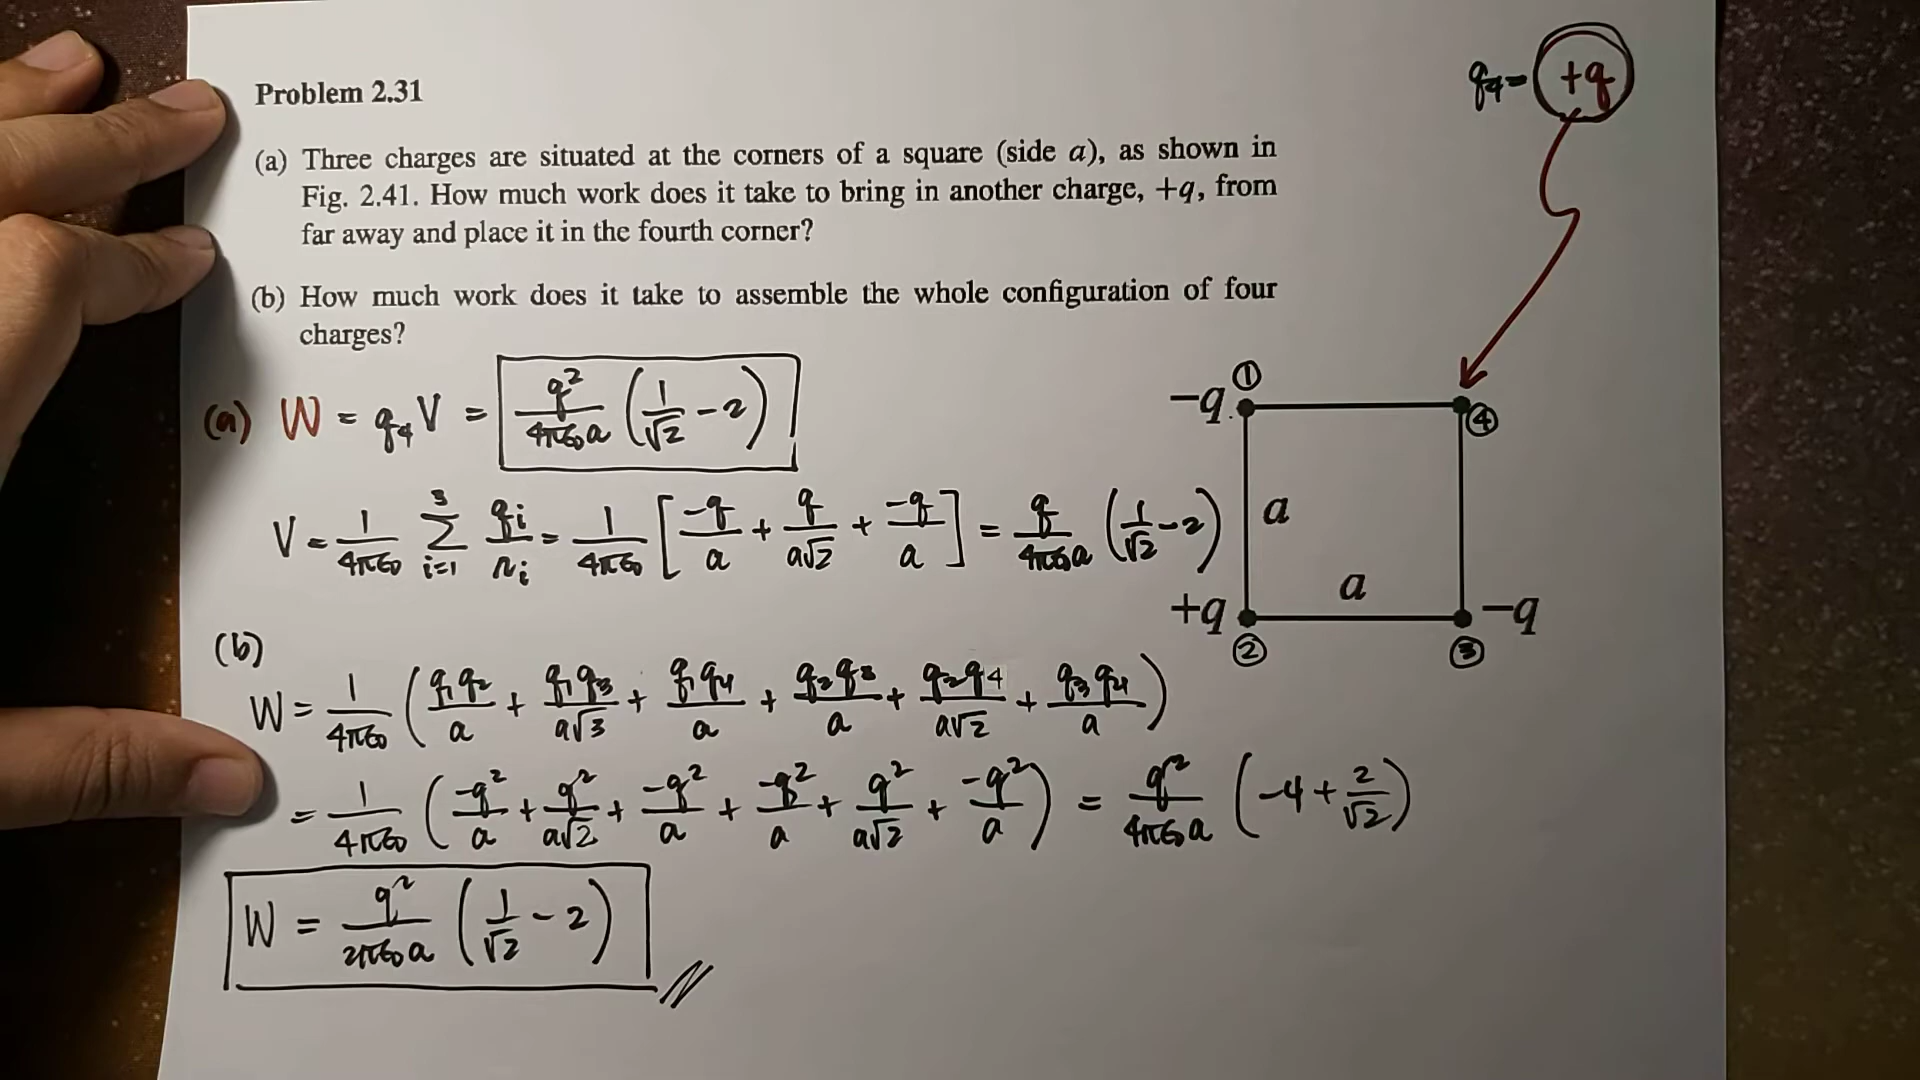 Problem 2.31
(a) Three charges are situated at the corners of a square (side a), as shown in
Fig. 2.41. How much work does it take to bring in another charge, +q, from
far away and place it in the fourth corner?
(b) How much work does it take to assemble the whole configuration of four
charges?
q₄ = +q
(a) W = q₄V = q²/4πε₀a (1/√2 − 2)
V = 1/4πε₀ Σ³ᵢ₌₁ qᵢ/rᵢ = 1/4πε₀ [−q/a + q/a√2 + −q/a] = q/4πε₀a (1/√2 − 2)
−q ① ④
a
a
+q ② ③ −q
(b)
W = 1/4πε₀ (q₁q₂/a + q₁q₃/a√3 + q₁q₄/a + q₂q₃/a + q₂q₄/a√2 + q₃q₄/a)
= 1/4πε₀ (−q²/a + q²/a√2 + −q²/a + −q²/a + q²/a√2 + −q²/a) = q²/4πε₀a (−4 + 2/√2)
W = q²/2πε₀a (1/√2 − 2)